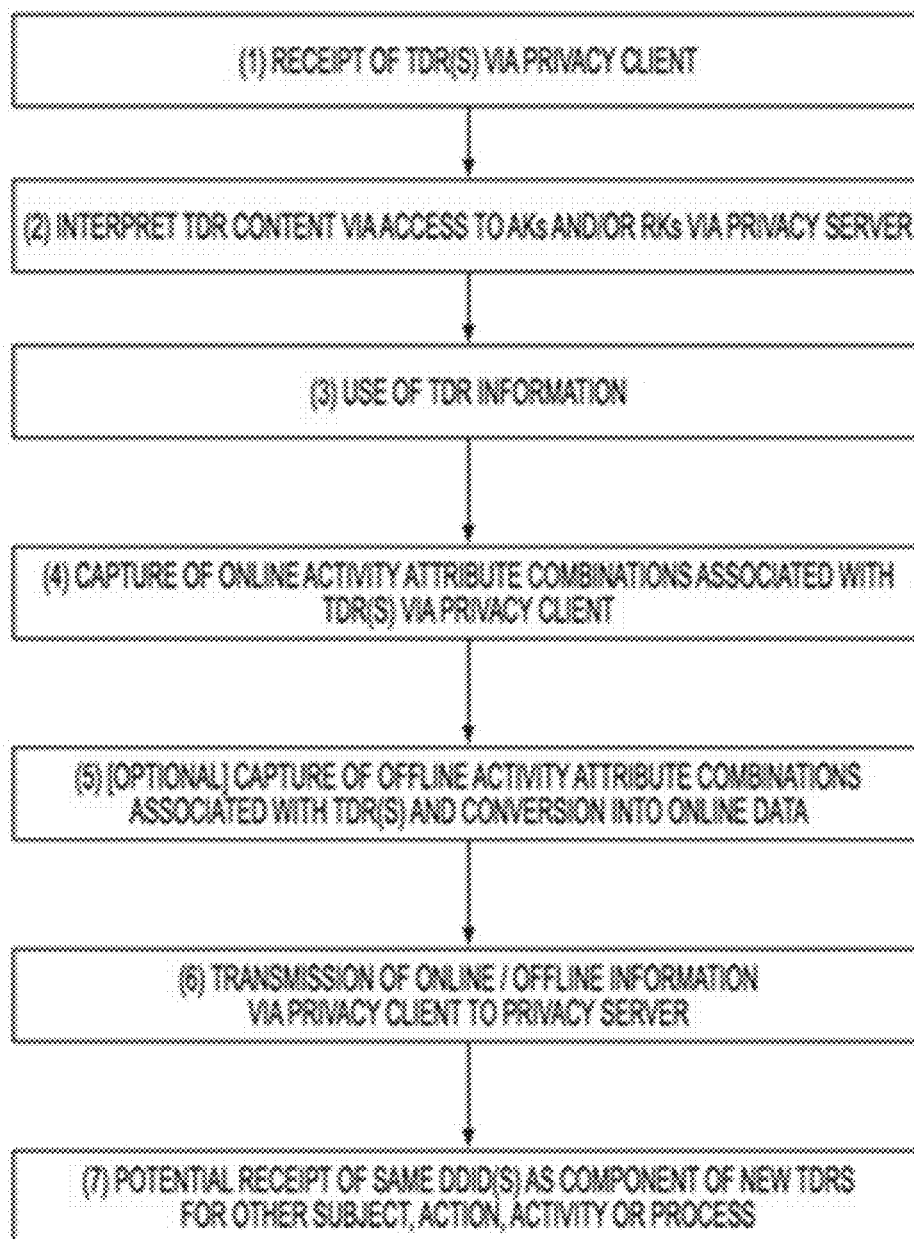 (1) RECEIPT OF TDR(S) VIA PRIVACY CLIENT
(2) INTERPRET TDR CONTENT VIA ACCESS TO AKs AND/OR RKs VIA PRIVACY SERVER
(3) USE OF TDR INFORMATION
(4) CAPTURE OF ONLINE ACTIVITY ATTRIBUTE COMBINATIONS ASSOCIATED WITH
TDR(S) VIA PRIVACY CLIENT
(5) [OPTIONAL] CAPTURE OF OFFLINE ACTIVITY ATTRIBUTE COMBINATIONS
ASSOCIATED WITH TDR(S) AND CONVERSION INTO ONLINE DATA
(6) TRANSMISSION OF ONLINE / OFFLINE INFORMATION
VIA PRIVACY CLIENT TO PRIVACY SERVER
(7) POTENTIAL RECEIPT OF SAME DDID(S) AS COMPONENT OF NEW TDRS
FOR OTHER SUBJECT, ACTION, ACTIVITY OR PROCESS